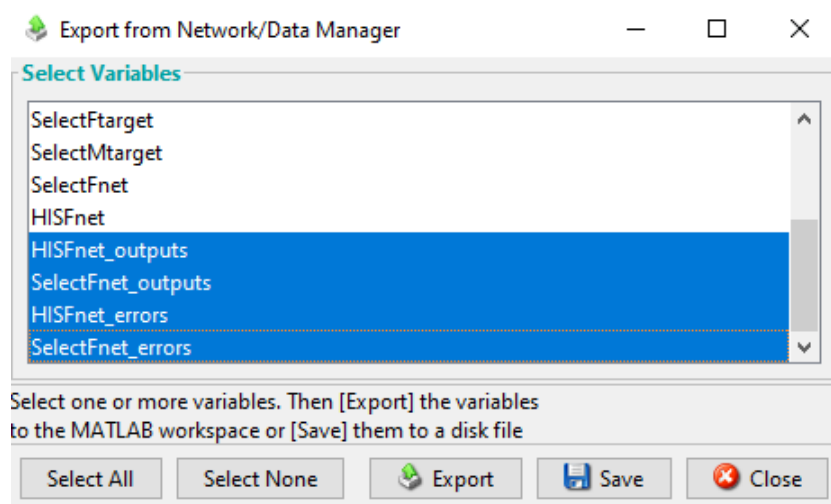 Export from Network/Data Manager
Select Variables
SelectFtarget
SelectMtarget
SelectFnet
HISFnet
HISFnet_outputs
SelectFnet_outputs
HISFnet_errors
SelectFnet_errors
Select one or more variables. Then [Export] the variables
to the MATLAB workspace or [Save] them to a disk file
Select All Select None Export Save Close